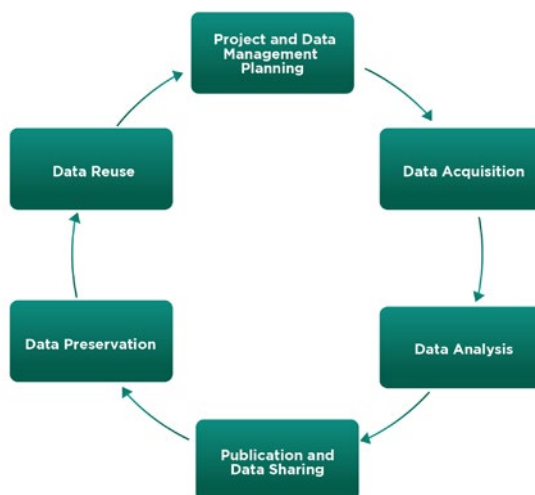 Project and Data
Management
Planning
Data Acquisition
Data Analysis
Publication and
Data Sharing
Data Preservation
Data Reuse